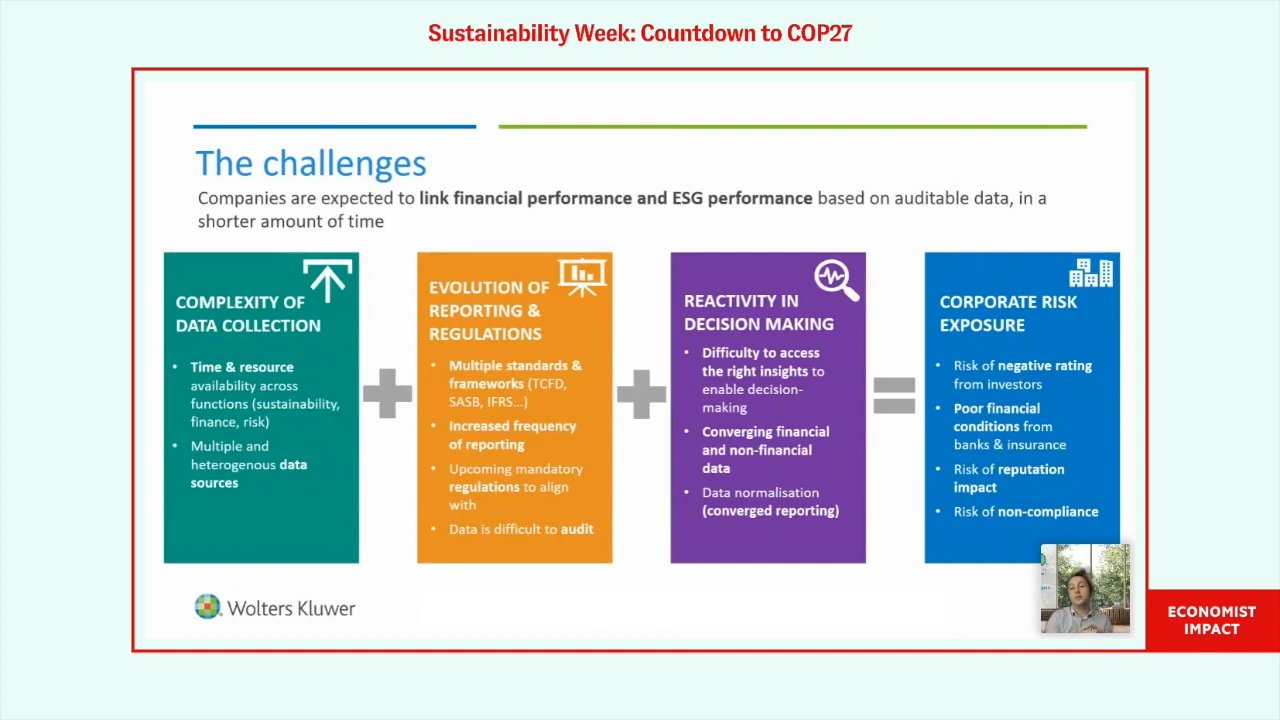 Sustainability Week: Countdown to COP27
The challenges
Companies are expected to link financial performance and ESG performance based on auditable data, in a
shorter amount of time
COMPLEXITY OF
DATA COLLECTION
• Time & resource
availability across
functions (sustainability,
finance, risk)
• Multiple and
heterogenous data
sources
EVOLUTION OF
REPORTING &
REGULATIONS
• Multiple standards &
frameworks (TCFD,
SASB, IFRS...)
• Increased frequency
of reporting
• Upcoming mandatory
regulations to align
with
• Data is difficult to audit
REACTIVITY IN
DECISION MAKING
• Difficulty to access
the right insights to
enable decision-
making
• Converging financial
and non-financial
data
• Data normalisation
(converged reporting)
CORPORATE RISK
EXPOSURE
• Risk of negative rating
from investors
• Poor financial
conditions from
banks & insurance
• Risk of reputation
impact
• Risk of non-compliance
Wolters Kluwer
ECONOMIST
IMPACT